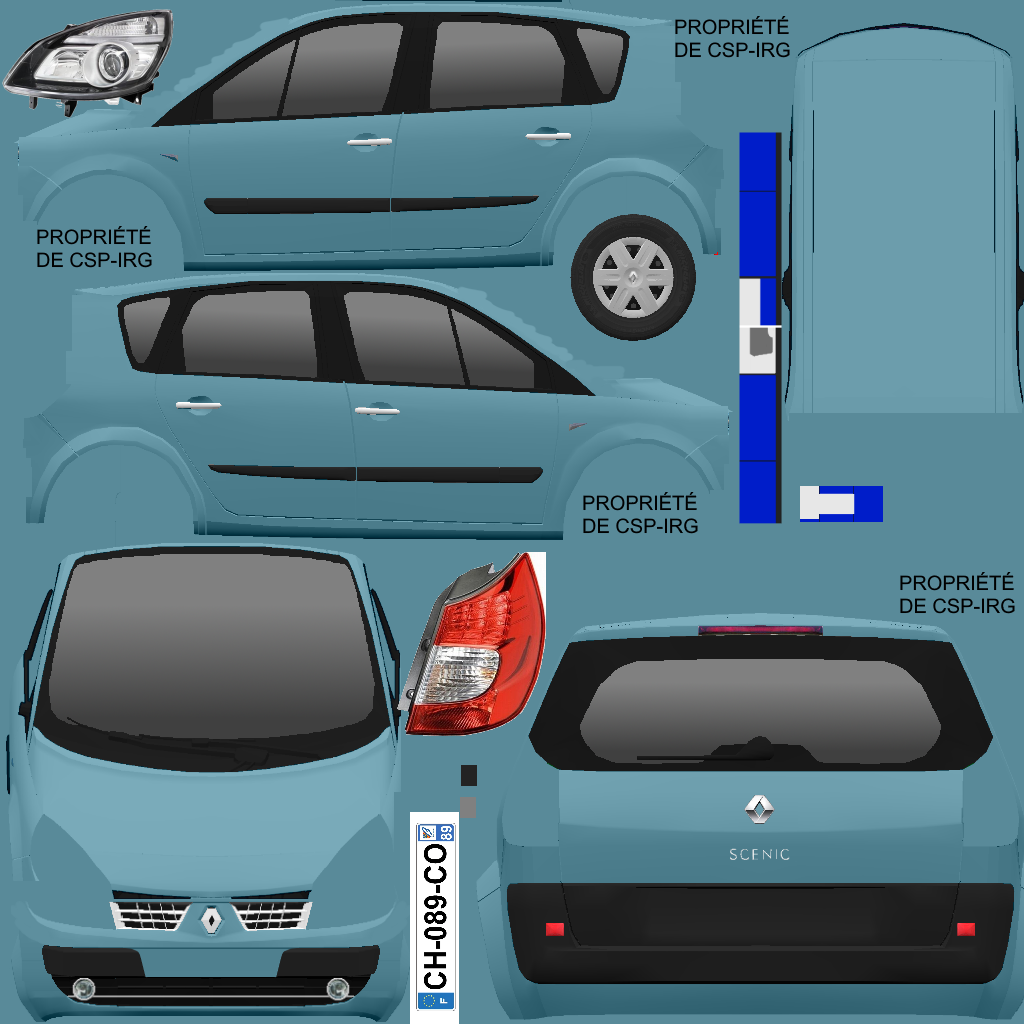 PROPRIÉTÉ
DE CSP-IRG
PROPRIÉTÉ
DE CSP-IRG
PROPRIÉTÉ
DE CSP-IRG
PROPRIÉTÉ
DE CSP-IRG
SCENIC
CH-089-CO
89
F